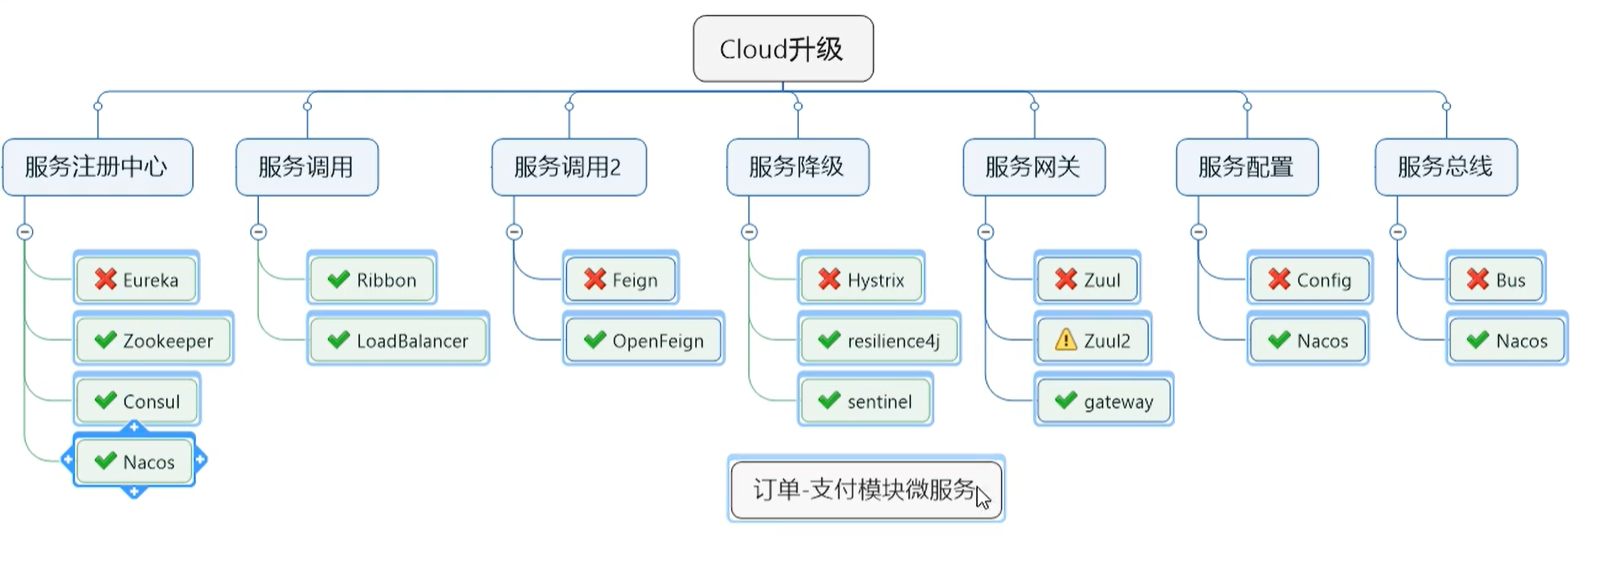 Cloud升级
服务注册中心
服务调用
服务调用2
服务降级
服务网关
服务配置
服务总线
Eureka
Zookeeper
Consul
Nacos
Ribbon
LoadBalancer
Feign
OpenFeign
Hystrix
resilience4j
sentinel
Zuul
Zuul2
gateway
Config
Nacos
Bus
Nacos
订单-支付模块微服务